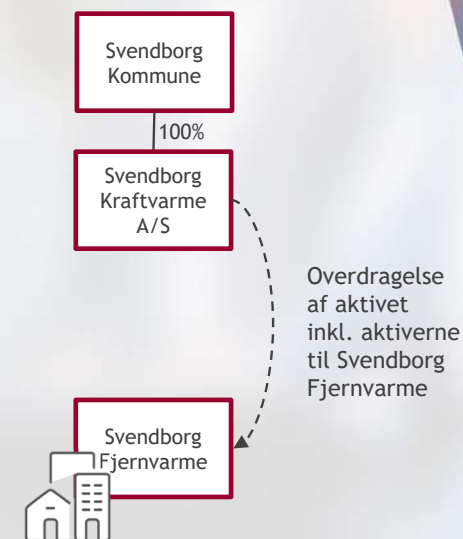 Svendborg
Kommune
100%
Svendborg
Kraftvarme
A/S
Overdragelse
af aktivet
inkl. aktiverne
til Svendborg
Fjernvarme
Svendborg
Fjernvarme